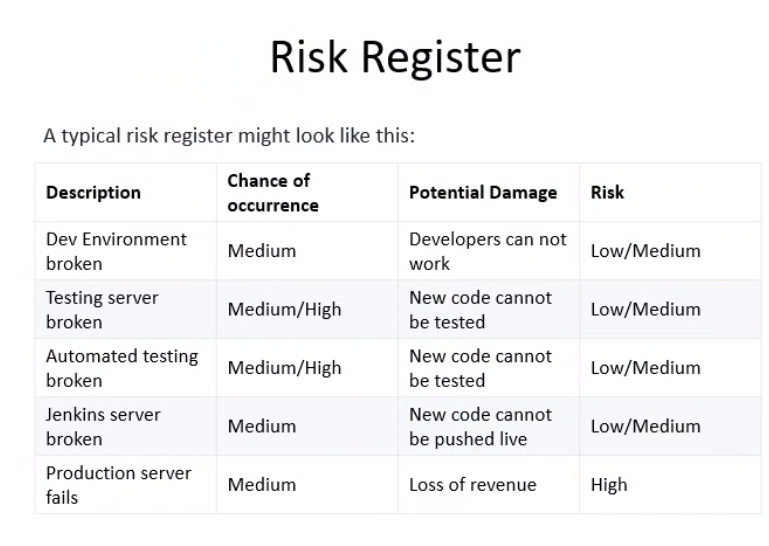 Risk Register
A typical risk register might look like this:
Description
Chance of
occurrence
Potential Damage
Risk
Dev Environment
broken
Medium
Developers can not
work
Low/Medium
Testing server
broken
Medium/High
New code cannot
be tested
Low/Medium
Automated testing
broken
Medium/High
New code cannot
be tested
Low/Medium
Jenkins server
broken
Medium
New code cannot
be pushed live
Low/Medium
Production server
fails
Medium
Loss of revenue
High